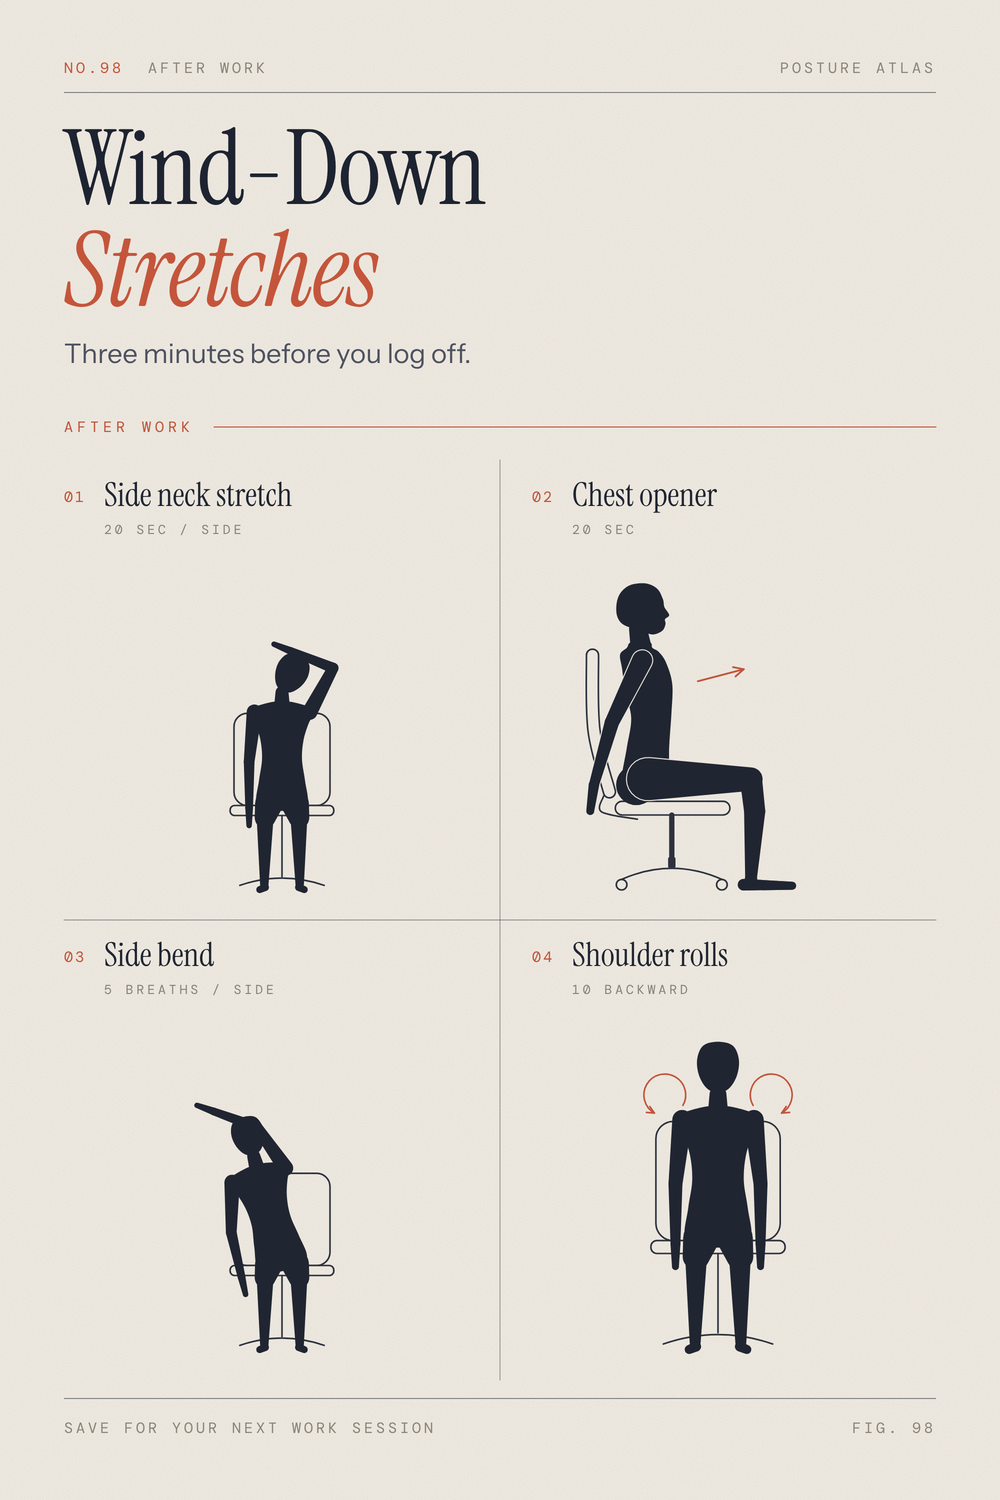 NO.98 AFTER WORK POSTURE ATLAS
Wind-Down
Stretches
Three minutes before you log off.
AFTER WORK
01 Side neck stretch
20 SEC / SIDE
02 Chest opener
20 SEC
03 Side bend
5 BREATHS / SIDE
04 Shoulder rolls
10 BACKWARD
SAVE FOR YOUR NEXT WORK SESSION FIG. 98